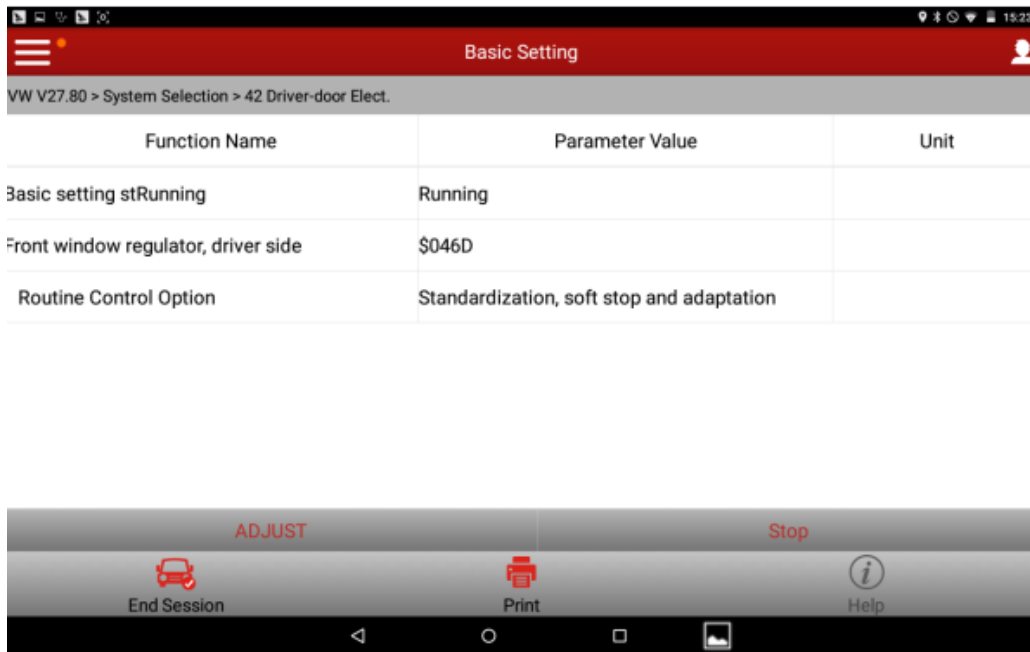 15:23
Basic Setting
VW V27.80 > System Selection > 42 Driver-door Elect.
Function Name Parameter Value Unit
Basic setting stRunning Running
Front window regulator, driver side $046D
Routine Control Option Standardization, soft stop and adaptation
ADJUST Stop
End Session Print Help